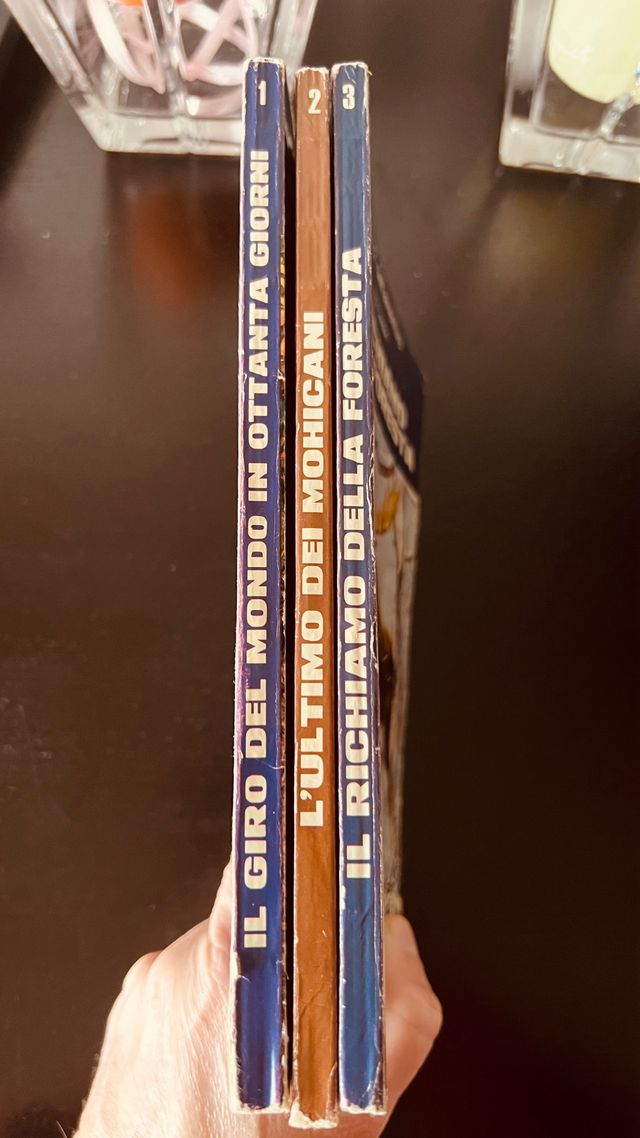 1
IL GIRO DEL MONDO IN OTTANTA GIORNI
2
L'ULTIMO DEI MOHICANI
3
IL RICHIAMO DELLA FORESTA